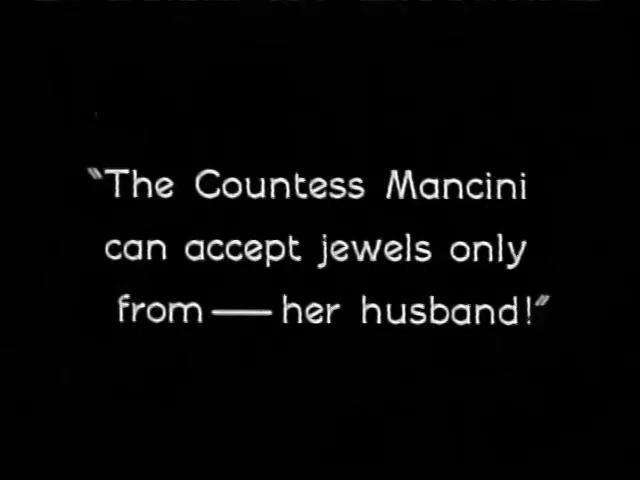 "The Countess Mancini
can accept jewels only
from — her husband!"